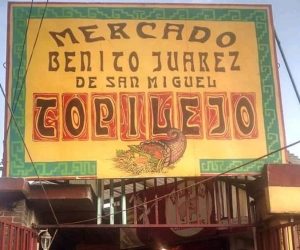 MERCADO
BENITO JUAREZ
DE SAN MIGUEL
TOPILEJO